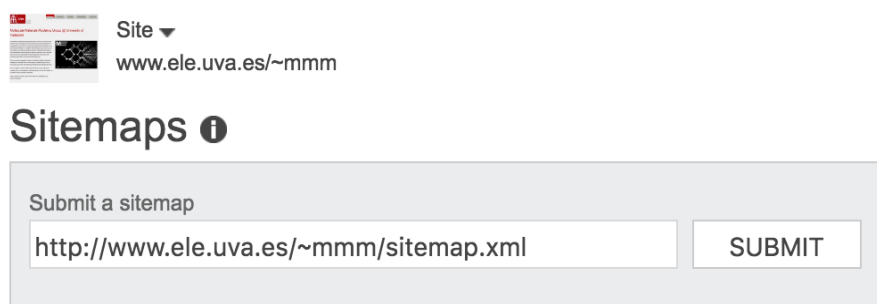 Site
www.ele.uva.es/~mmm
Sitemaps
Submit a sitemap
http://www.ele.uva.es/~mmm/sitemap.xml
SUBMIT